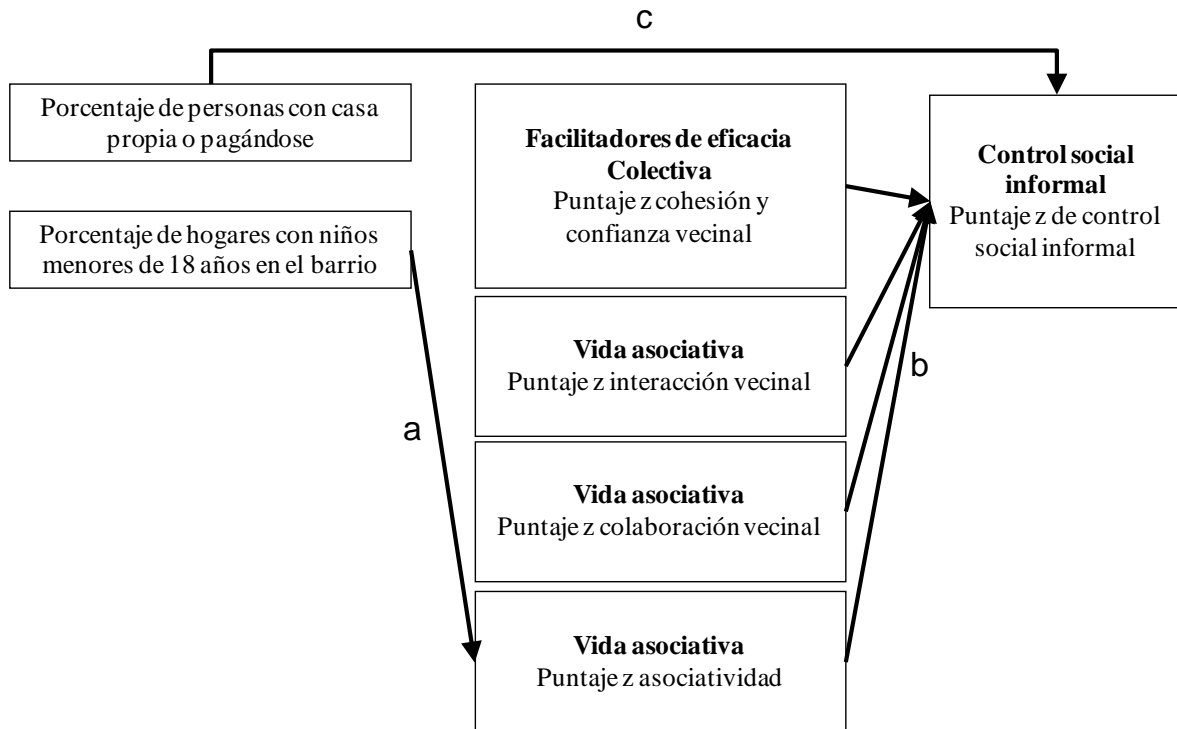 c
Porcentaje de personas con casa
propia o pagándose
Porcentaje de hogares con niños
menores de 18 años en el barrio
Facilitadores de eficacia
Colectiva
Puntaje z cohesión y
confianza vecinal
Control social
informal
Puntaje z de control
social informal
Vida asociativa
Puntaje z interacción vecinal
b
a
Vida asociativa
Puntaje z colaboración vecinal
Vida asociativa
Puntaje z asociatividad